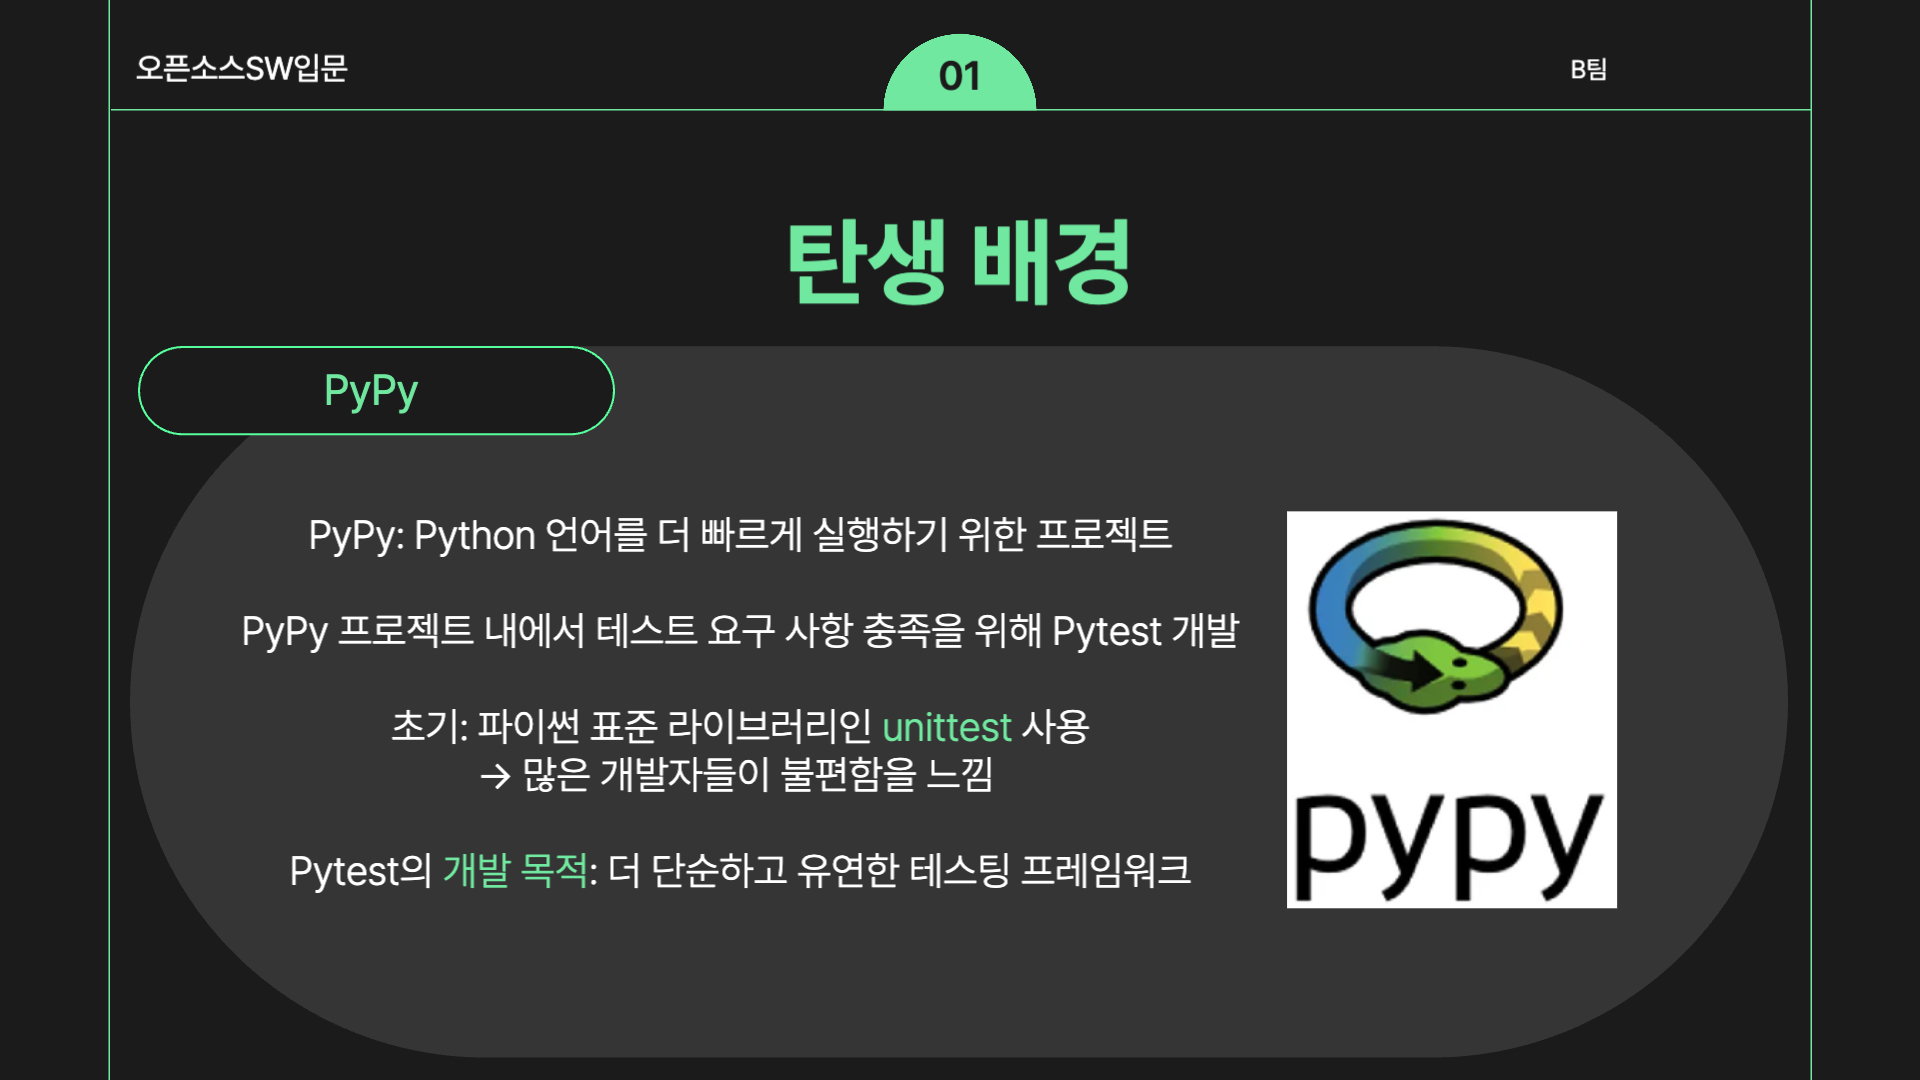 오픈소스SW입문
01
B팀
탄생 배경
PyPy
PyPy: Python 언어를 더 빠르게 실행하기 위한 프로젝트
PyPy 프로젝트 내에서 테스트 요구 사항 충족을 위해 Pytest 개발
초기: 파이썬 표준 라이브러리인 unittest 사용
→ 많은 개발자들이 불편함을 느낌
Pytest의 개발 목적: 더 단순하고 유연한 테스팅 프레임워크
pypy